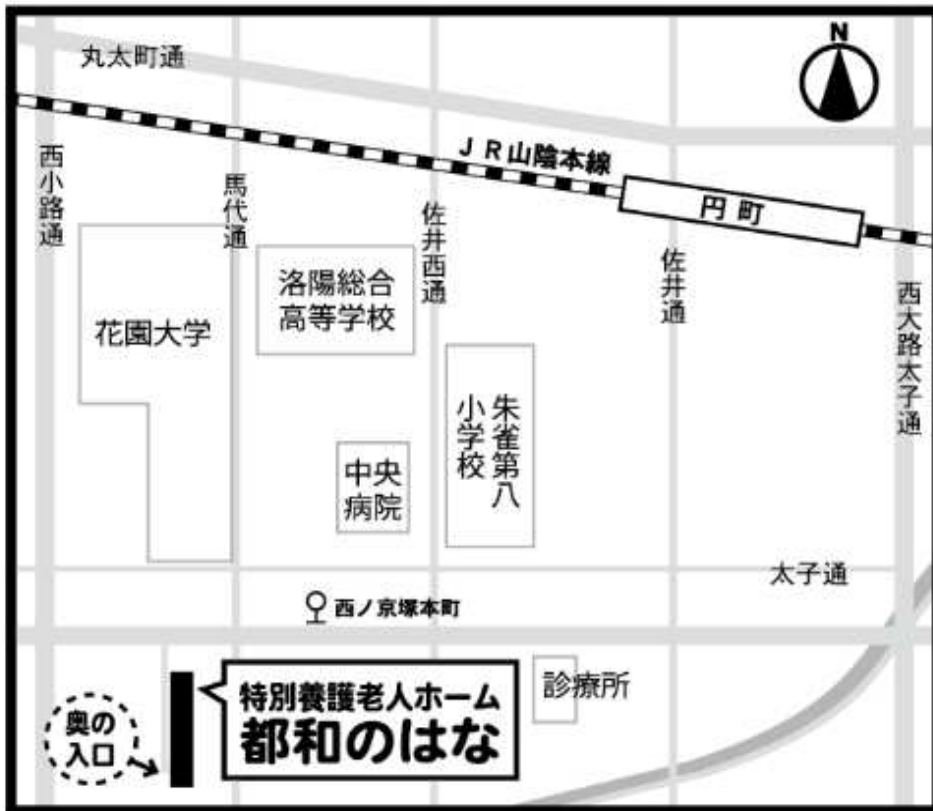 N
丸太町通
JR山陰本線
円町
西小路通
馬代通
佐井西通
佐井通
西大路太子通
花園大学
洛陽総合
高等学校
朱雀第八
小学校
中央
病院
太子通
西ノ京塚本町
奥の
入口
特別養護老人ホーム
都和のはな
診療所